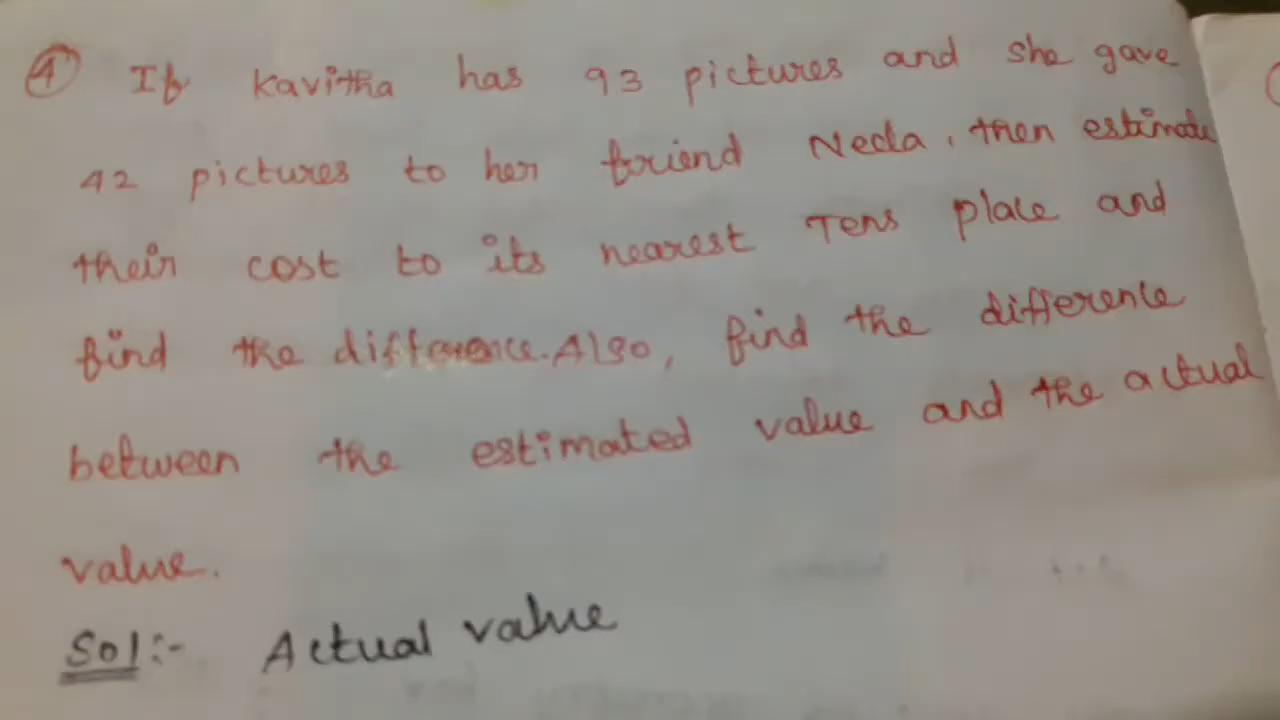 ④ If Kavitha has 93 pictures and she gave
42 pictures to her friend Neda, then estimate
their cost to its nearest Tens place and
find the difference. Also, find the difference
between the estimated value and the actual
value.
Sol:- Actual value